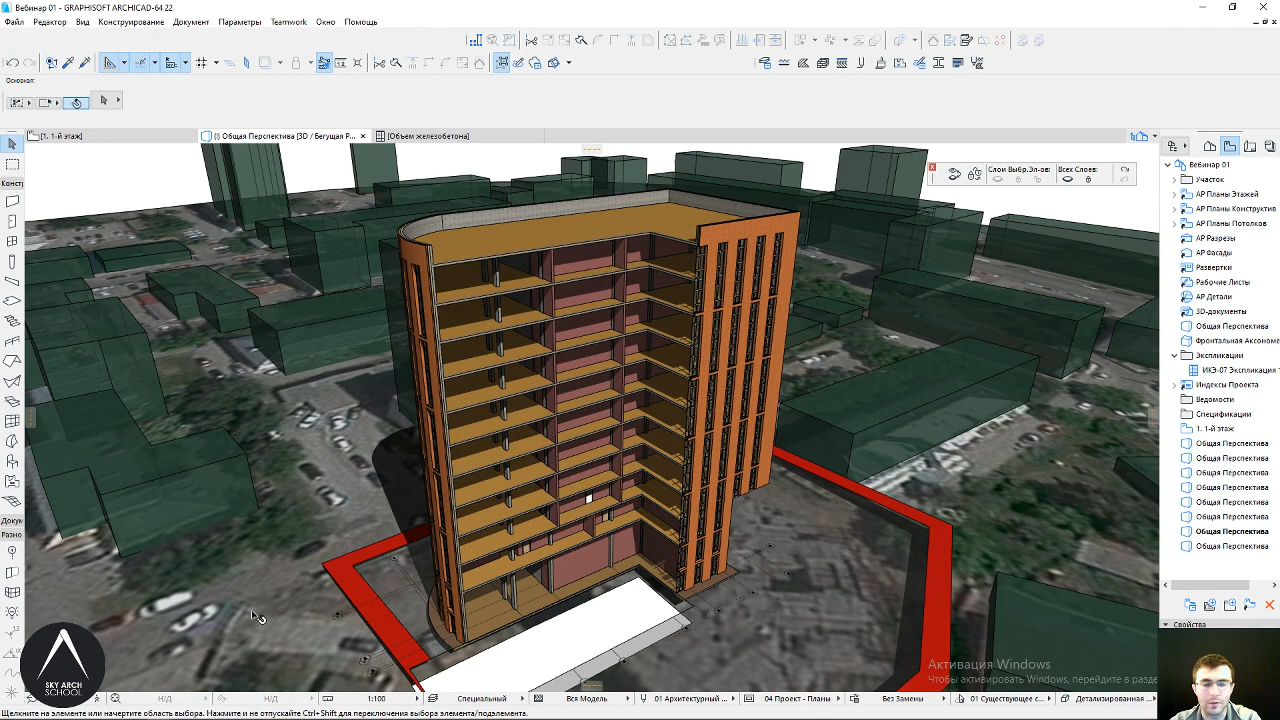 Вебинар 01 - GRAPHISOFT ARCHICAD-64 22
Файл Редактор Вид Конструирование Документ Параметры Teamwork Окно Помощь
Основная:
[1. 1-й этаж]
(!) Общая Перспектива [3D / Бегущая Р...
[Объем железобетона]
Констр
Докум
Разно
Слои Выбр.Эл-ов:
Всех Слоев:
Вебинар 01
Участок
АР Планы Этажей
АР Планы Конструктив
АР Планы Потолков
АР Разрезы
АР Фасады
Развертки
Рабочие Листы
АР Детали
3D-документы
Общая Перспектива
Фронтальная Аксономе
Экспликации
ИКЭ-07 Экспликация
Индексы Проекта
Ведомости
Спецификации
1. 1-й этаж
Общая Перспектива
Общая Перспектива
Общая Перспектива
Общая Перспектива
Общая Перспектива
Общая Перспектива
Общая Перспектива
Общая Перспектива
Свойства
SKY ARCH
SCHOOL
Активация Windows
Чтобы активировать Windows, перейдите в разде
Н/Д Н/Д 1:100 Специальный Вся Модель 01 Архитектурный ... 04 Проект - Планы Без Замены 01 Существующее с... Детализированная ...
Щелкните на элементе или начертите область выбора. Нажмите и не отпускайте Ctrl+Shift для переключения выбора элемента/подэлемента.